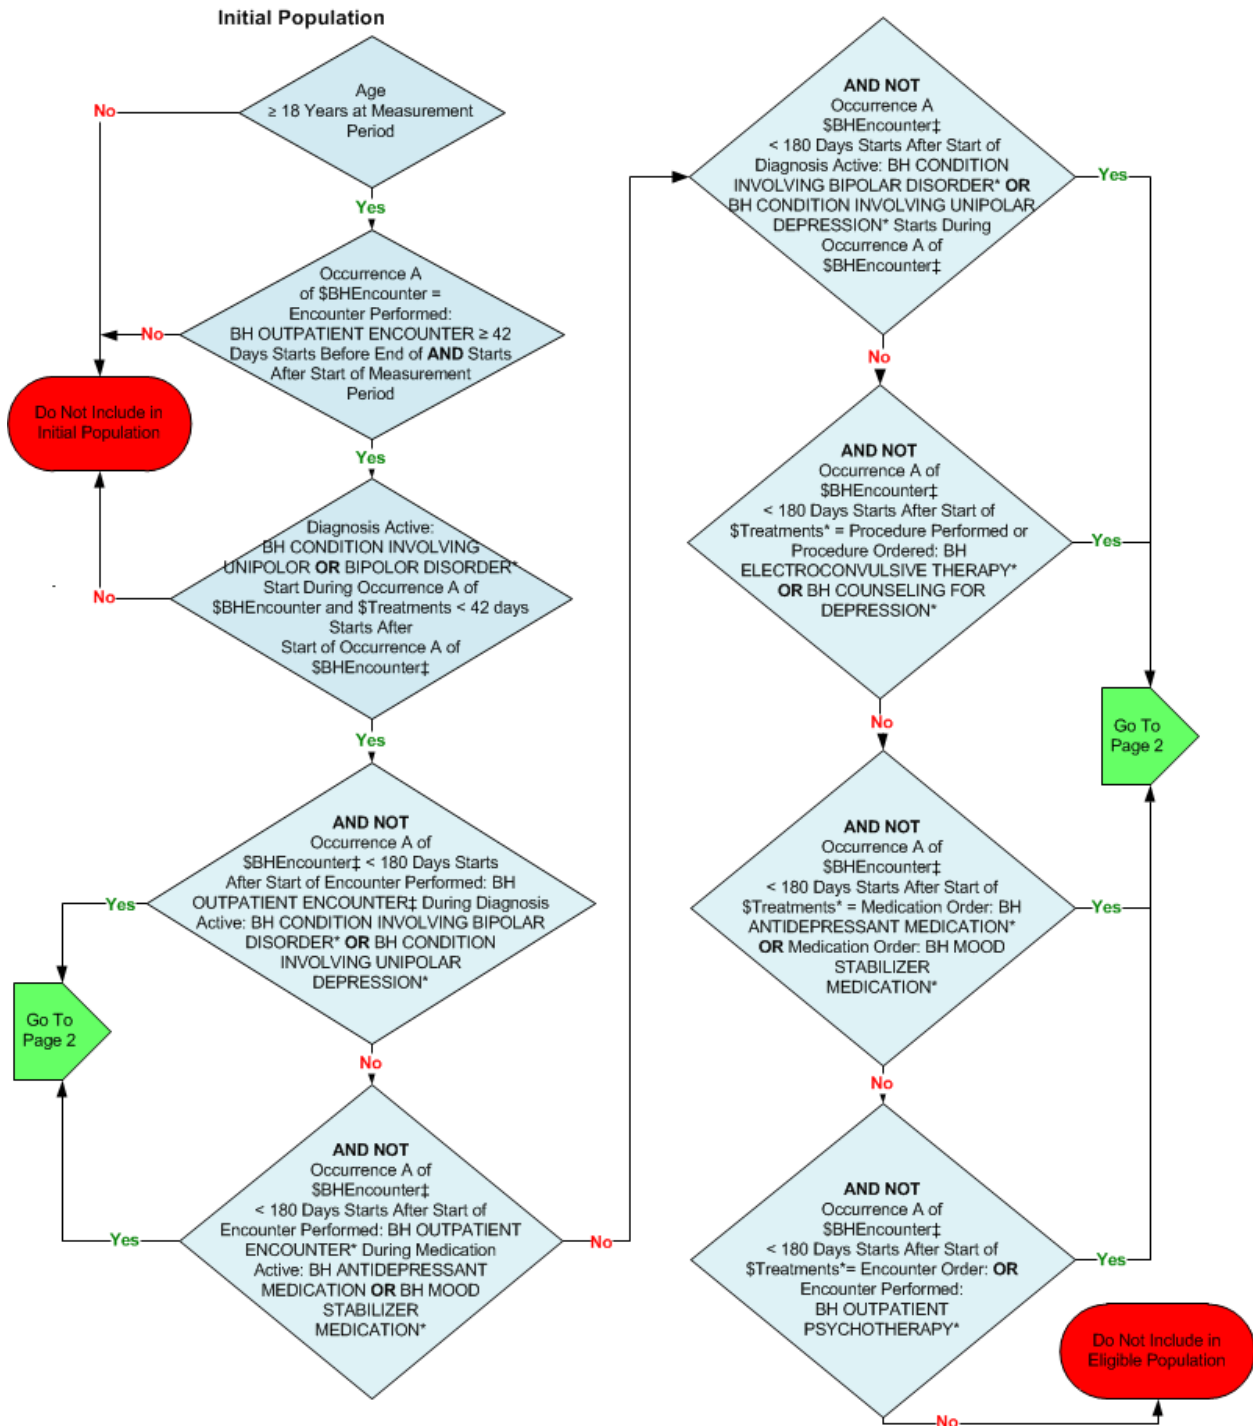 Initial Population
Age
≥ 18 Years at Measurement
Period
No
Yes
Occurrence A
of $BHEncounter =
Encounter Performed:
BH OUTPATIENT ENCOUNTER ≥ 42
Days Starts Before End of AND Starts
After Start of Measurement
Period
No
Do Not Include in
Initial Population
Yes
Diagnosis Active:
BH CONDITION INVOLVING
UNIPOLOR OR BIPOLOR DISORDER*
Start During Occurrence A of
$BHEncounter and $Treatments < 42 days
Starts After
Start of Occurrence A of
$BHEncounter‡
No
Yes
AND NOT
Occurrence A of
$BHEncounter‡ < 180 Days Starts
After Start of Encounter Performed: BH
OUTPATIENT ENCOUNTER‡ During Diagnosis
Active: BH CONDITION INVOLVING BIPOLAR
DISORDER* OR BH CONDITION
INVOLVING UNIPOLAR
DEPRESSION*
Yes
Go To
Page 2
No
AND NOT
Occurrence A of
$BHEncounter‡
< 180 Days Starts After Start of
Encounter Performed: BH OUTPATIENT
ENCOUNTER* During Medication
Active: BH ANTIDEPRESSANT
MEDICATION OR BH MOOD
STABILIZER
MEDICATION*
Yes
No
AND NOT
Occurrence A
$BHEncounter‡
< 180 Days Starts After Start of
Diagnosis Active: BH CONDITION
INVOLVING BIPOLAR DISORDER* OR
BH CONDITION INVOLVING UNIPOLAR
DEPRESSION* Starts During
Occurrence A of
$BHEncounter‡
Yes
No
AND NOT
Occurrence A of
$BHEncounter‡
< 180 Days Starts After Start of
$Treatments* = Procedure Performed or
Procedure Ordered: BH
ELECTROCONVULSIVE THERAPY*
OR BH COUNSELING FOR
DEPRESSION*
Yes
No
Go To
Page 2
AND NOT
Occurrence A of
$BHEncounter‡
< 180 Days Starts After Start of
$Treatments* = Medication Order: BH
ANTIDEPRESSANT MEDICATION*
OR Medication Order: BH MOOD
STABILIZER
MEDICATION*
Yes
No
AND NOT
Occurrence A of
$BHEncounter‡
< 180 Days Starts After Start of
$Treatments*= Encounter Order: OR
Encounter Performed:
BH OUTPATIENT
PSYCHOTHERAPY*
Yes
Do Not Include in
Eligible Population
No